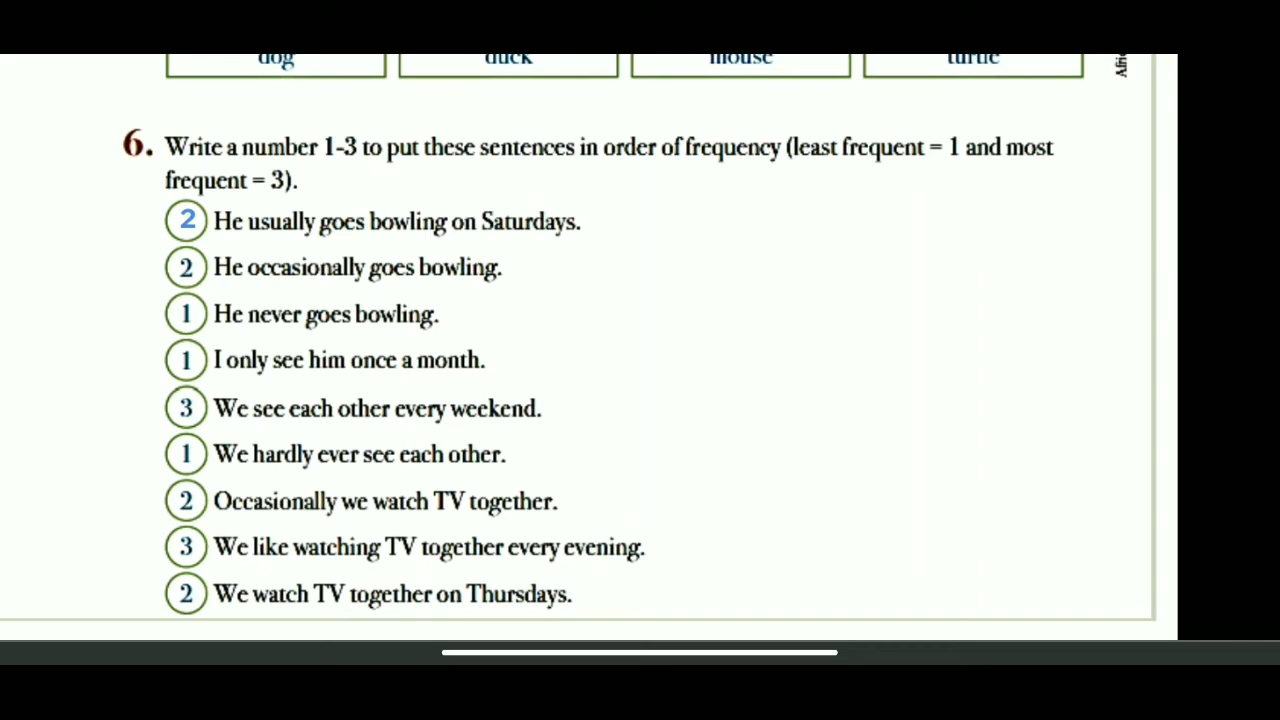 dog duck mouse turtle
6. Write a number 1-3 to put these sentences in order of frequency (least frequent = 1 and most
frequent = 3).
2 He usually goes bowling on Saturdays.
2 He occasionally goes bowling.
1 He never goes bowling.
1 I only see him once a month.
3 We see each other every weekend.
1 We hardly ever see each other.
2 Occasionally we watch TV together.
3 We like watching TV together every evening.
2 We watch TV together on Thursdays.